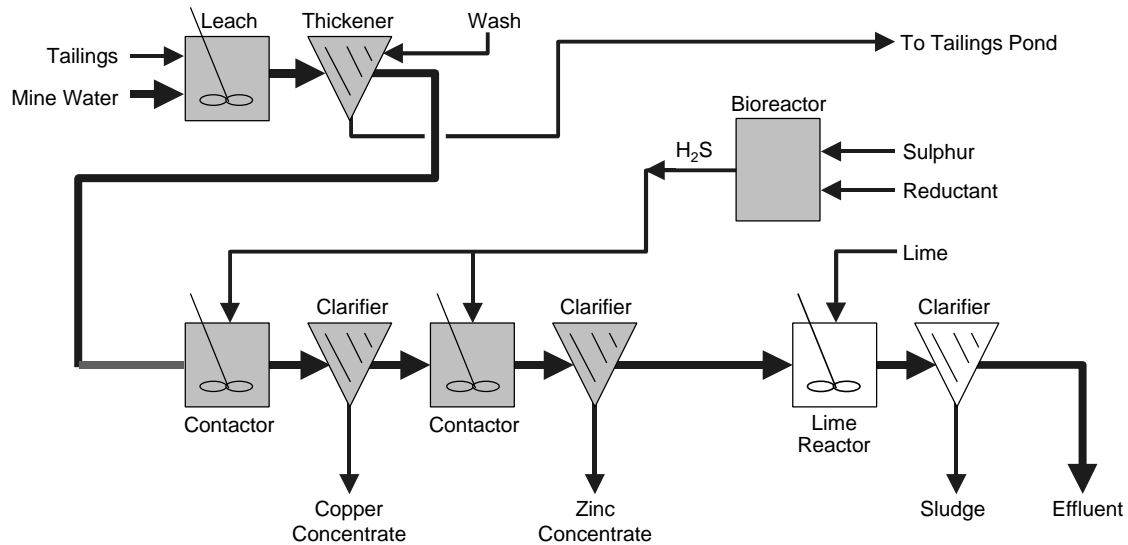 Leach
Thickener
Wash
Tailings
To Tailings Pond
Mine Water
Bioreactor
H₂S
Sulphur
Reductant
Lime
Clarifier
Clarifier
Clarifier
Contactor
Contactor
Lime
Reactor
Copper
Concentrate
Zinc
Concentrate
Sludge
Effluent